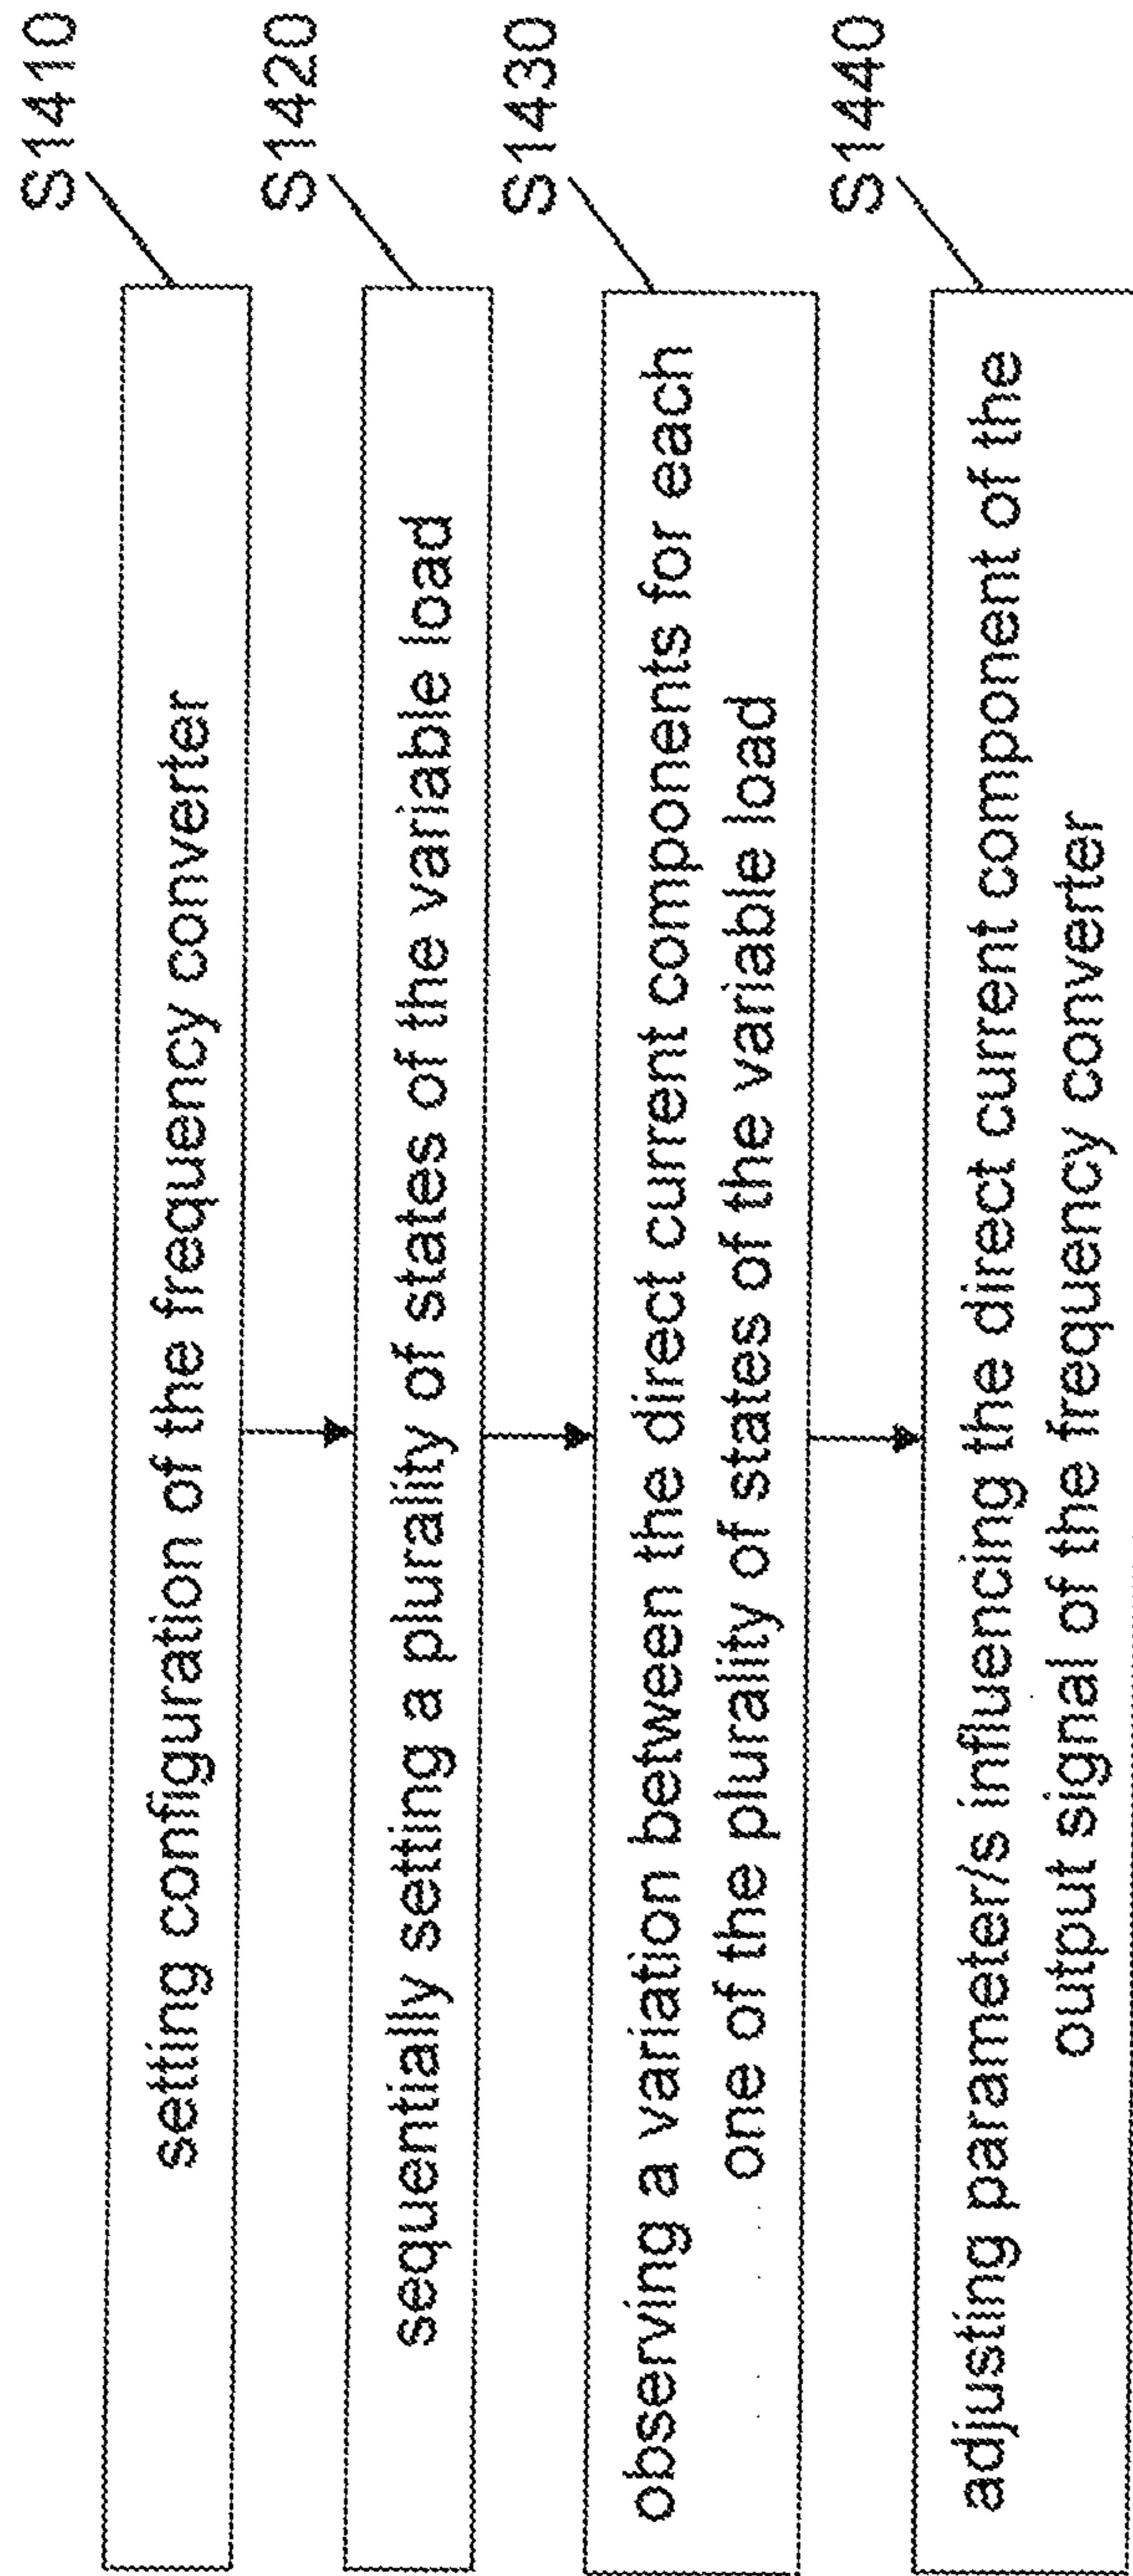 S1410
setting configuration of the frequency converter
S1420
sequentially setting a plurality of states of the variable load
S1430
observing a variation between the direct current components for each
one of the plurality of states of the variable load
S1440
adjusting parameter/s influencing the direct current component of the
output signal of the frequency converter